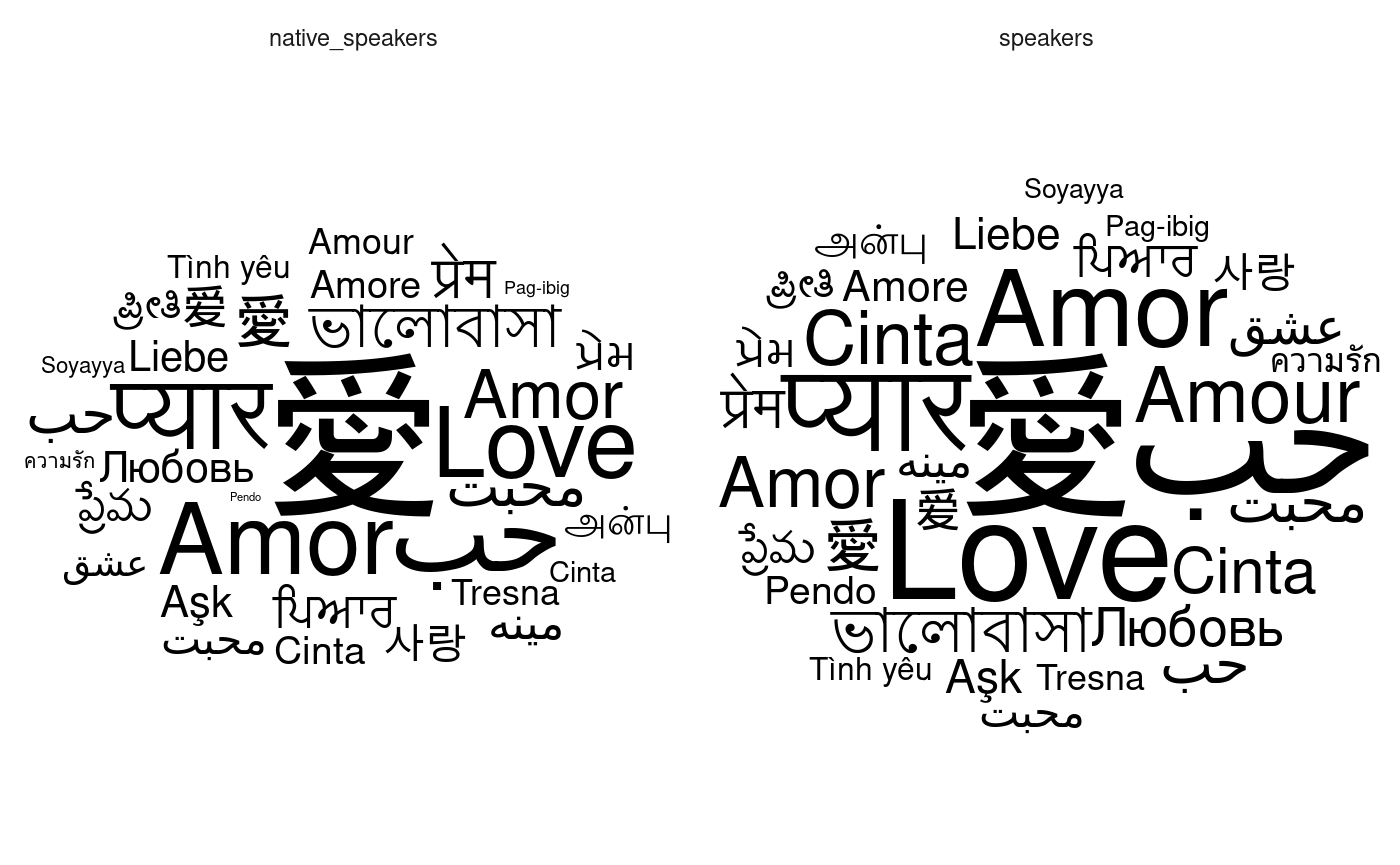 native_speakers
Amour
Tình yêu
Amore
प्रेम
Pag-ibig
ಪ್ರೀತಿ
爱
愛
ভালোবাসা
Soyayya
Liebe
પ્રેમ
حب
प्यार
愛
Amor
Love
ความรัก
Любовь
محبت
ప్రేమ
Pendo
Amor
حب
அன்பு
عشق
Cinta
Aşk
ਪਿਆਰ
Tresna
محبت
Cinta
사랑
مينه
speakers
Soyayya
அன்பு
Liebe
Pag-ibig
ਪਿਆਰ
사랑
ಪ್ರೀತಿ
Amore
Amor
عشق
પ્રેમ
Cinta
ความรัก
प्रेम
प्यार
愛
Amour
حب
Amor
مينه
爱
محبت
ప్రేమ
愛
Love
Cinta
Pendo
ভালোবাসা
Любовь
Tình yêu
Aşk
Tresna
حب
محبت